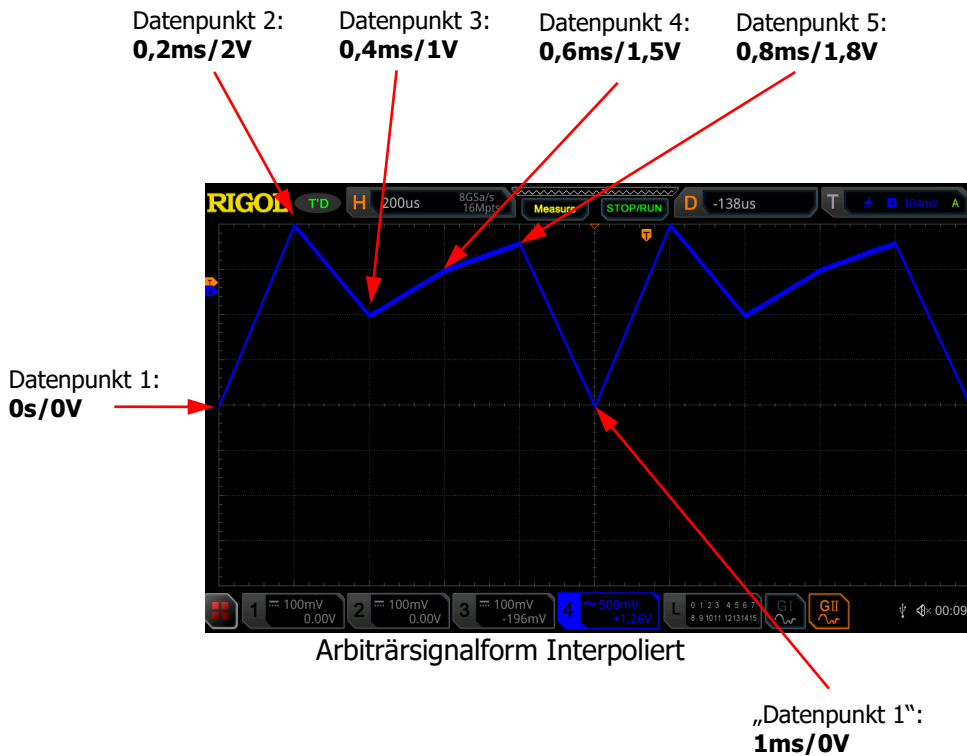 Datenpunkt 2:
0,2ms/2V
Datenpunkt 3:
0,4ms/1V
Datenpunkt 4:
0,6ms/1,5V
Datenpunkt 5:
0,8ms/1,8V
RIGOL T'D H 200us 8GSa/s 16Mpts Measure STOP/RUN D -138us T 104mV A
T
Datenpunkt 1:
0s/0V
1 100mV 0.00V
2 100mV 0.00V
3 100mV -196mV
4 500mV +1.26V
L 0 1 2 3 4 5 6 7
8 9 10 11 12 13 14 15
GI GII
00:09
Arbiträrsignalform Interpoliert
„Datenpunkt 1“:
1ms/0V